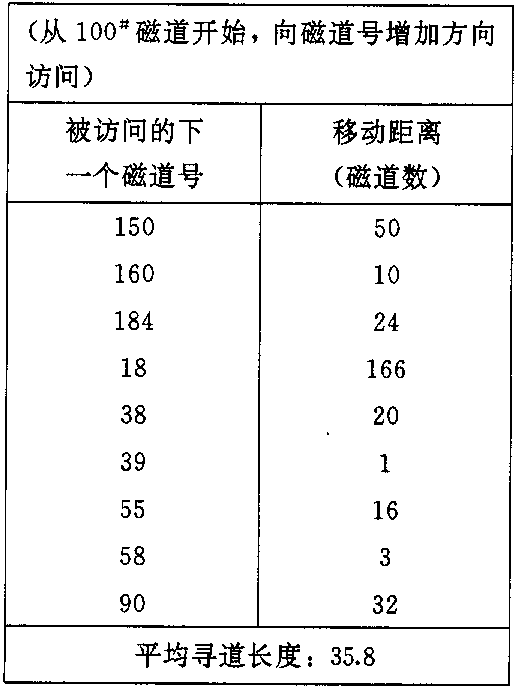 (从 100# 磁道开始,向磁道号增加方向
访问)
被访问的下
一个磁道号
移动距离
(磁道数)
150 50
160 10
184 24
18 166
38 20
39 1
55 16
58 3
90 32
平均寻道长度: 35.8